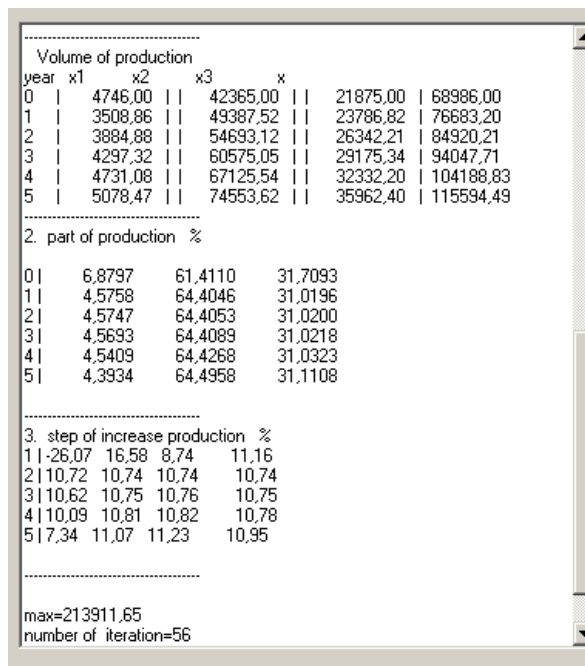 ----------------------------------------
Volume of production
year x1 x2 x3 x
0 | 4746,00 | | 42365,00 | | 21875,00 | 68986,00
1 | 3508,86 | | 49387,52 | | 23786,82 | 76683,20
2 | 3884,88 | | 54693,12 | | 26342,21 | 84920,21
3 | 4297,32 | | 60575,05 | | 29175,34 | 94047,71
4 | 4731,08 | | 67125,54 | | 32332,20 | 104188,83
5 | 5078,47 | | 74553,62 | | 35962,40 | 115594,49
----------------------------------------
2. part of production %
0 | 6,8797 61,4110 31,7093
1 | 4,5758 64,4046 31,0196
2 | 4,5747 64,4053 31,0200
3 | 4,5693 64,4089 31,0218
4 | 4,5409 64,4268 31,0323
5 | 4,3934 64,4958 31,1108
----------------------------------------
3. step of increase production %
1 | -26,07 16,58 8,74 11,16
2 | 10,72 10,74 10,74 10,74
3 | 10,62 10,75 10,76 10,75
4 | 10,09 10,81 10,82 10,78
5 | 7,34 11,07 11,23 10,95
----------------------------------------
max=213911,65
number of iteration=56